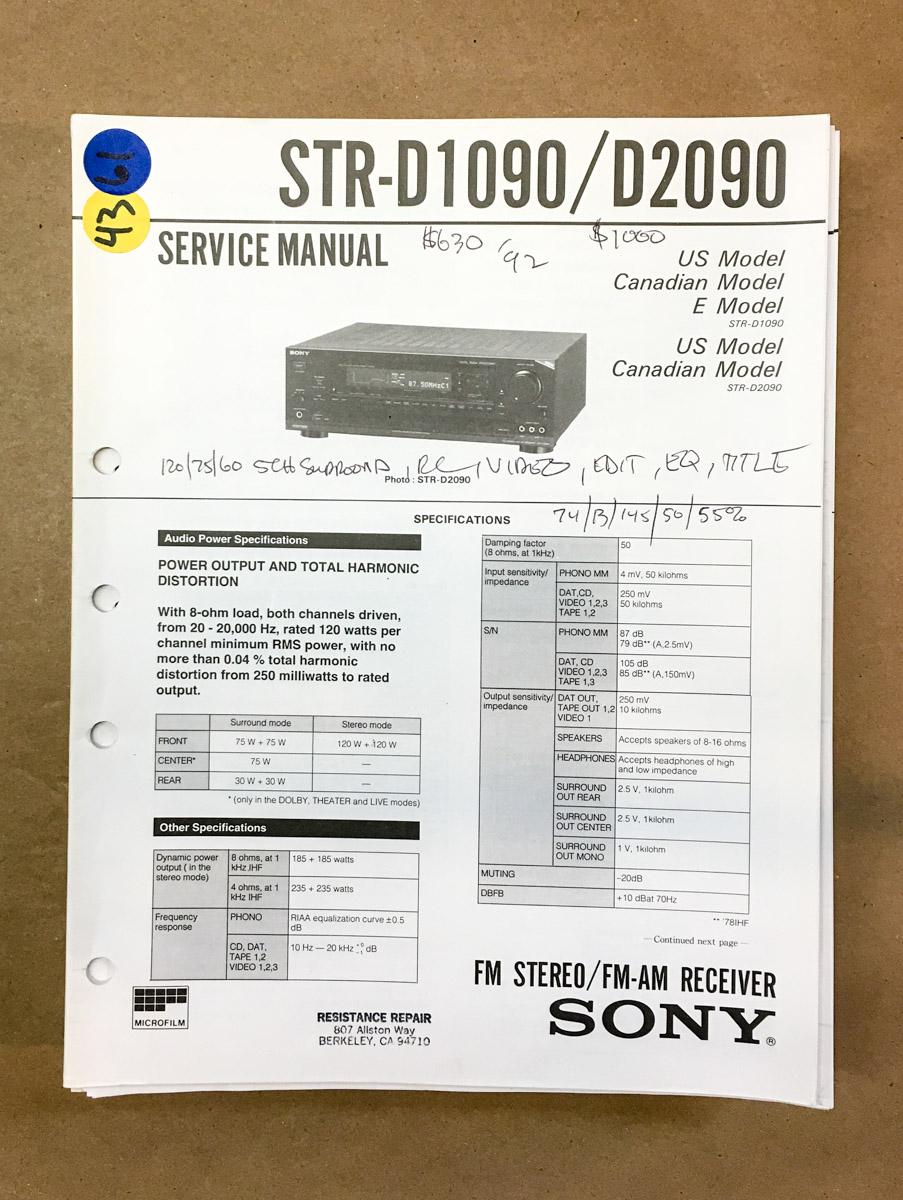 61
43
STR-D1090/D2090
SERVICE MANUAL
$630 '92 $1000
US Model
Canadian Model
E Model
STR-D1090
US Model
Canadian Model
STR-D2090
SONY
87.50MHzC1
120/75/60 5CH SURROUND, RC, VIDEO, EDIT, EQ, TITLE
Photo : STR-D2090
74/13/145/50/55%
SPECIFICATIONS
Audio Power Specifications
POWER OUTPUT AND TOTAL HARMONIC
DISTORTION
With 8-ohm load, both channels driven,
from 20 - 20,000 Hz, rated 120 watts per
channel minimum RMS power, with no
more than 0.04 % total harmonic
distortion from 250 milliwatts to rated
output.
Surround mode Stereo mode
FRONT 75 W + 75 W 120 W + 120 W
CENTER* 75 W —
REAR 30 W + 30 W —
* (only in the DOLBY, THEATER and LIVE modes)
Other Specifications
Dynamic power
output ( in the
stereo mode)
8 ohms, at 1
kHz IHF
185 + 185 watts
4 ohms, at 1
kHz IHF
235 + 235 watts
Frequency
response
PHONO
RIAA equalization curve ±0.5
dB
CD, DAT,
TAPE 1,2
VIDEO 1,2,3
10 Hz — 20 kHz +0 -1 dB
Damping factor
(8 ohms, at 1kHz)
50
Input sensitivity/
impedance
PHONO MM
4 mV, 50 kilohms
DAT,CD,
VIDEO 1,2,3
TAPE 1,2
250 mV
50 kilohms
S/N
PHONO MM
87 dB
79 dB** (A,2.5mV)
DAT, CD
VIDEO 1,2,3
TAPE 1,3
105 dB
85 dB** (A,150mV)
Output sensitivity/
impedance
DAT OUT,
TAPE OUT 1,2
VIDEO 1
250 mV
10 kilohms
SPEAKERS
Accepts speakers of 8-16 ohms
HEADPHONES
Accepts headphones of high
and low impedance
SURROUND
OUT REAR
2.5 V, 1kilohm
SURROUND
OUT CENTER
2.5 V, 1kilohm
SURROUND
OUT MONO
1 V, 1kilohm
MUTING
–20dB
DBFB
+10 dBat 70Hz
** '78IHF
— Continued next page —
MICROFILM
RESISTANCE REPAIR
807 Allston Way
BERKELEY, CA 94710
FM STEREO/FM-AM RECEIVER
SONY®